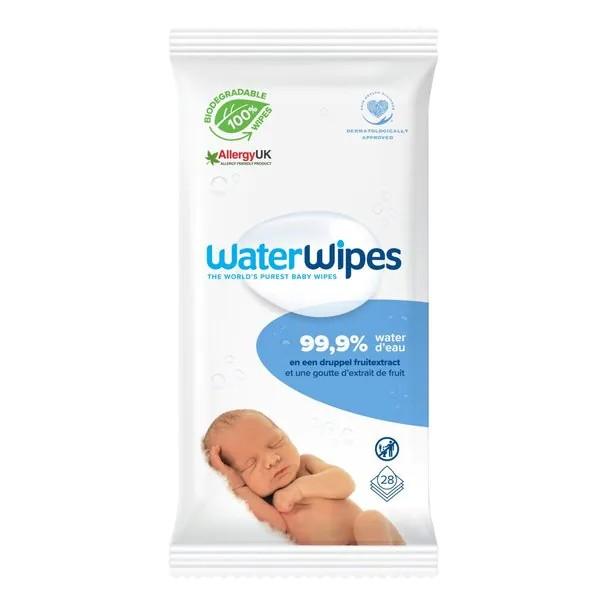 BIODEGRADABLE
100%
WIPES
AllergyUK
ALLERGY FRIENDLY PRODUCT
DERMATOLOGICALLY
APPROVED
WaterWipes
THE WORLD'S PUREST BABY WIPES
99,9% water
d'eau
en een druppel fruitextract
et une goutte d'extrait de fruit
28